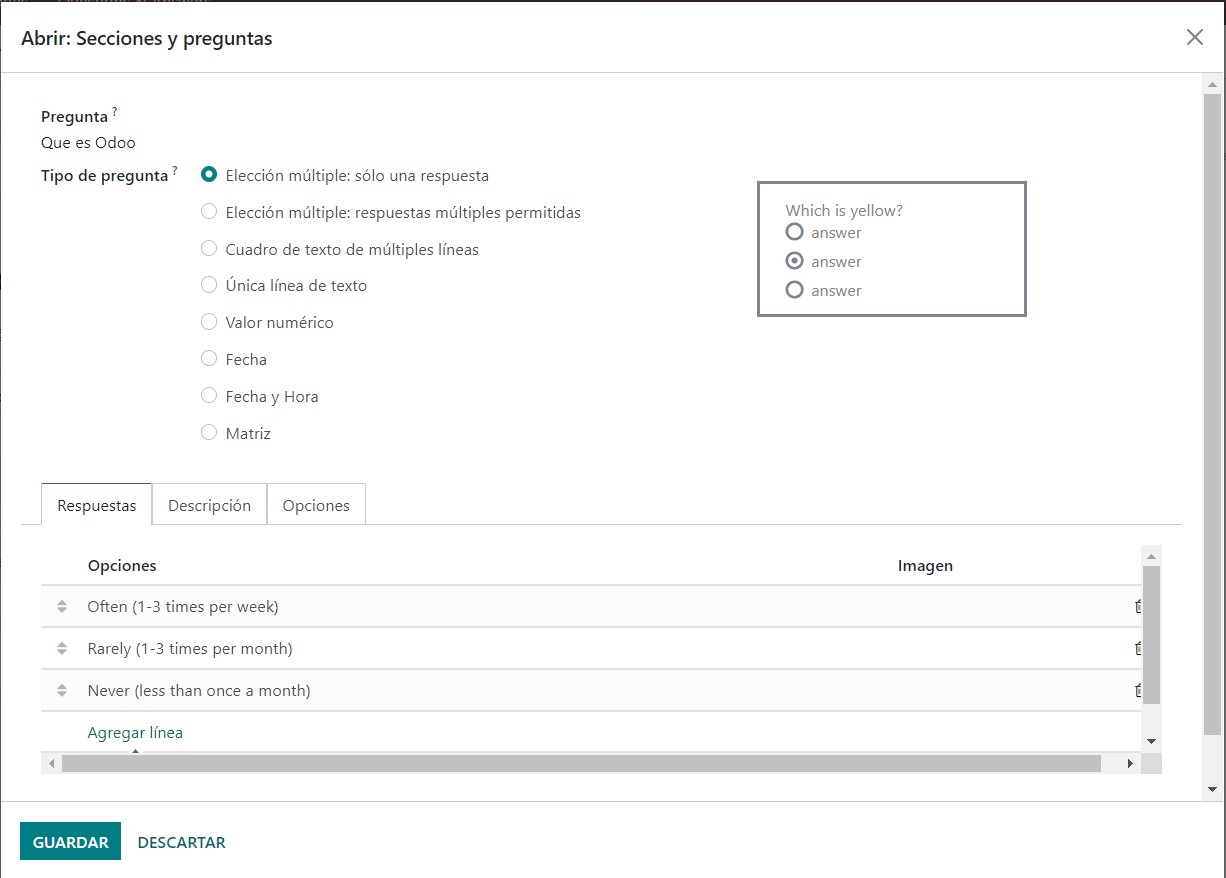 Abrir: Secciones y preguntas
Pregunta ?
Que es Odoo
Tipo de pregunta ?
Elección múltiple: sólo una respuesta
Elección múltiple: respuestas múltiples permitidas
Cuadro de texto de múltiples líneas
Única línea de texto
Valor numérico
Fecha
Fecha y Hora
Matriz
Which is yellow?
answer
answer
answer
Respuestas Descripción Opciones
Opciones Imagen
Often (1-3 times per week)
Rarely (1-3 times per month)
Never (less than once a month)
Agregar línea
GUARDAR DESCARTAR